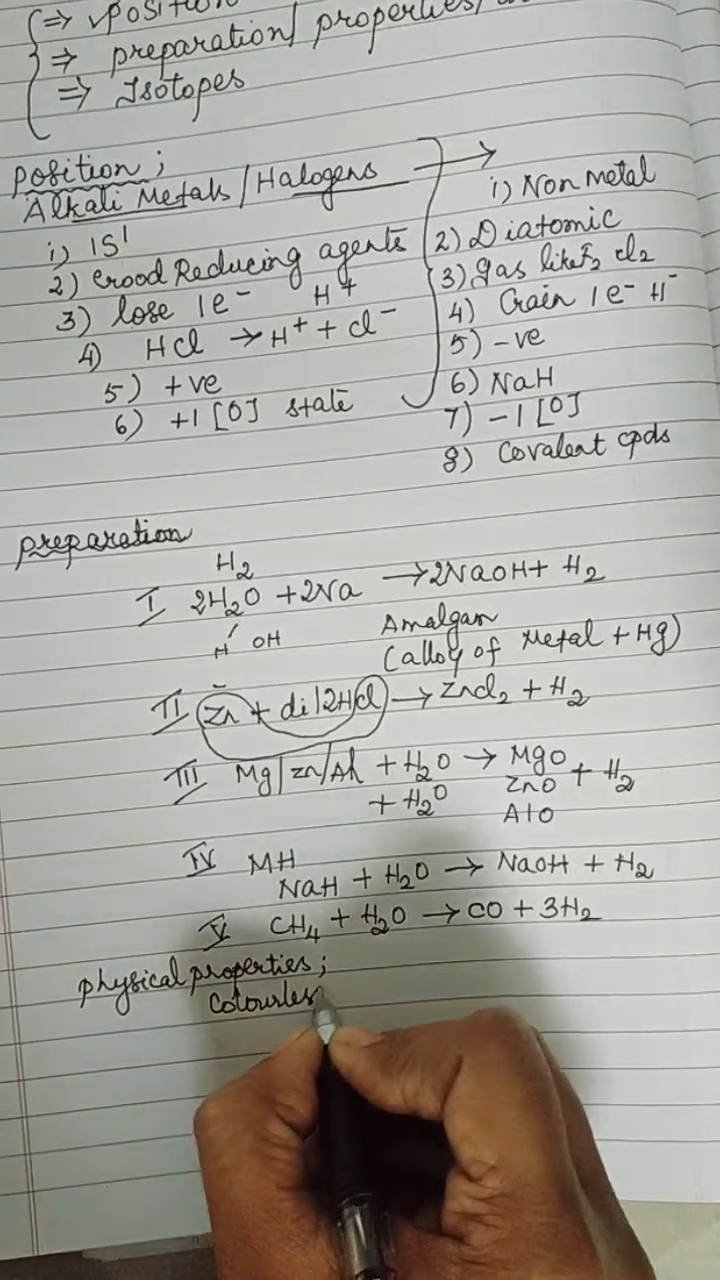 ⇒ Position
⇒ preparation/ properties/
⇒ Isotopes
Position ;
Alkali Metals / Halogens →
i) 1S¹
2) Good Reducing agents
3) lose 1e⁻ H⁺
4) HCl → H⁺ + Cl⁻
5) +ve
6) +1 [O] state
i) Non metal
2) Diatomic
3) gas like F₂ Cl₂
4) Gain 1e⁻ H⁻
5) -ve
6) NaH
7) -1 [O]
8) Covalent cpds
preparation
H₂
I 2H₂O + 2Na → 2NaOH + H₂
H OH Amalgam
(alloy of Metal + Hg)
II Zn + dil 2HCl → ZnCl₂ + H₂
III Mg/Zn/Al + H₂O → MgO
+ H₂O ZnO + H₂
AlO
IV MH
NaH + H₂O → NaOH + H₂
V CH₄ + H₂O → CO + 3H₂
physical properties ;
Colourles